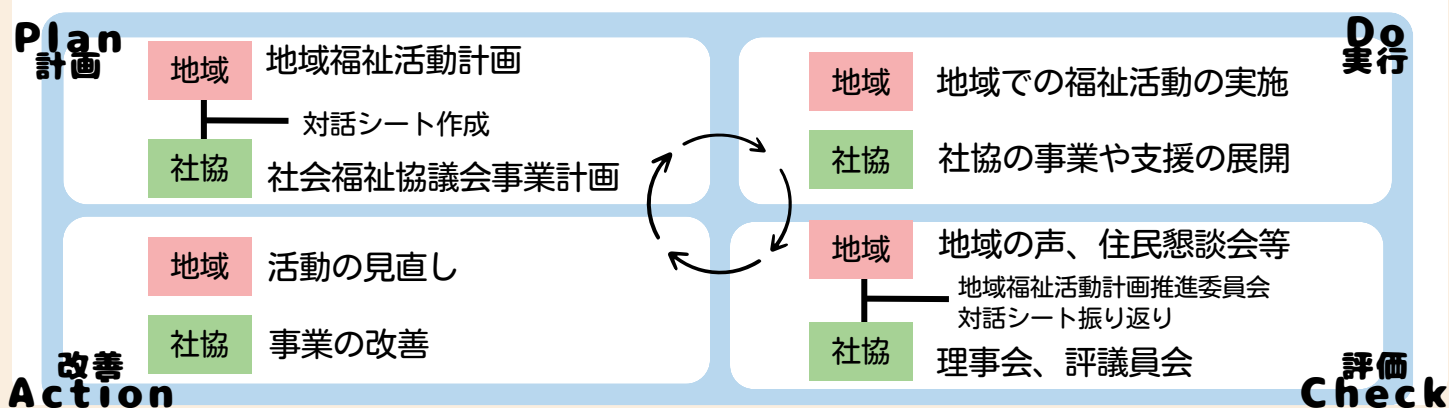 Plan
計画
地域 地域福祉活動計画
対話シート作成
社協 社会福祉協議会事業計画
Do
実行
地域 地域での福祉活動の実施
社協 社協の事業や支援の展開
地域 活動の見直し
社協 事業の改善
改善
Action
地域 地域の声、住民懇談会等
地域福祉活動計画推進委員会
対話シート振り返り
社協 理事会、評議員会
評価
Check